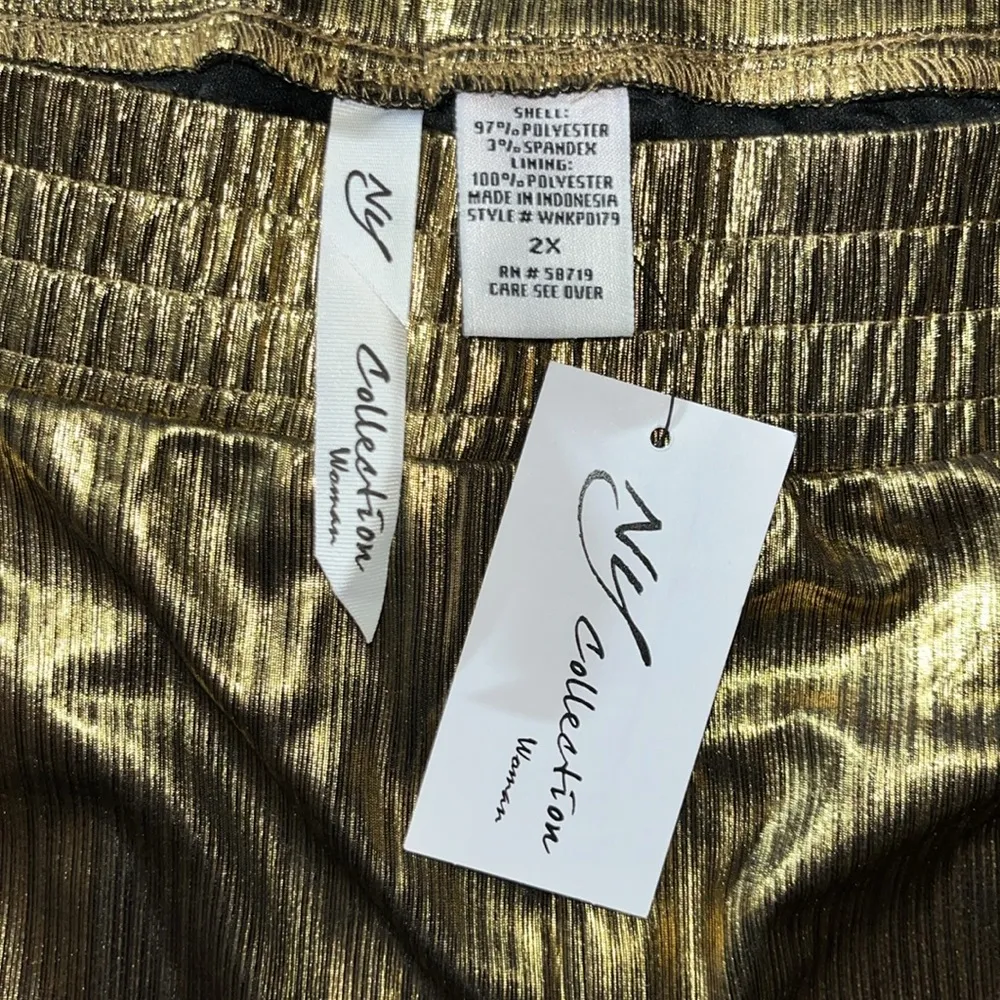 NY
Collection
Woman
SHELL:
97% POLYESTER
3% SPANDEX
LINING:
100% POLYESTER
MADE IN INDONESIA
STYLE # WNKP0179
2X
RN # 58719
CARE SEE OVER
NY
Collection
Woman